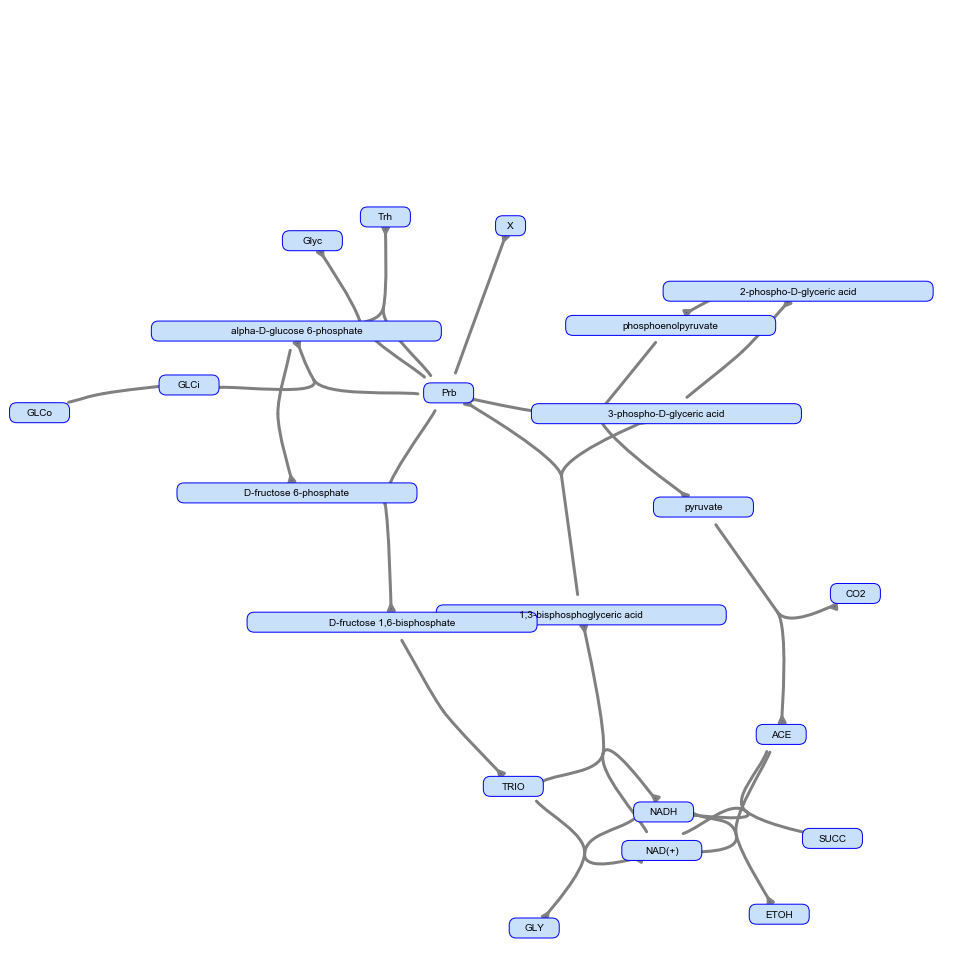 Trh
X
Glyc
2-phospho-D-glyceric acid
phosphoenolpyruvate
alpha-D-glucose 6-phosphate
GLCi
Prb
GLCo
3-phospho-D-glyceric acid
D-fructose 6-phosphate
pyruvate
CO2
1,3-bisphosphoglyceric acid
D-fructose 1,6-bisphosphate
ACE
TRIO
NADH
SUCC
NAD(+)
ETOH
GLY